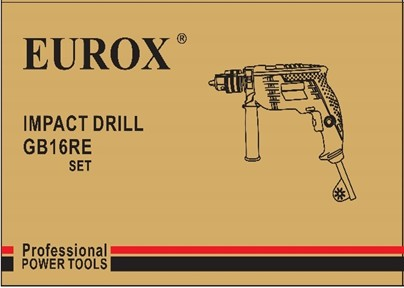 EUROX ®
IMPACT DRILL
GB16RE
SET
Professional
POWER TOOLS